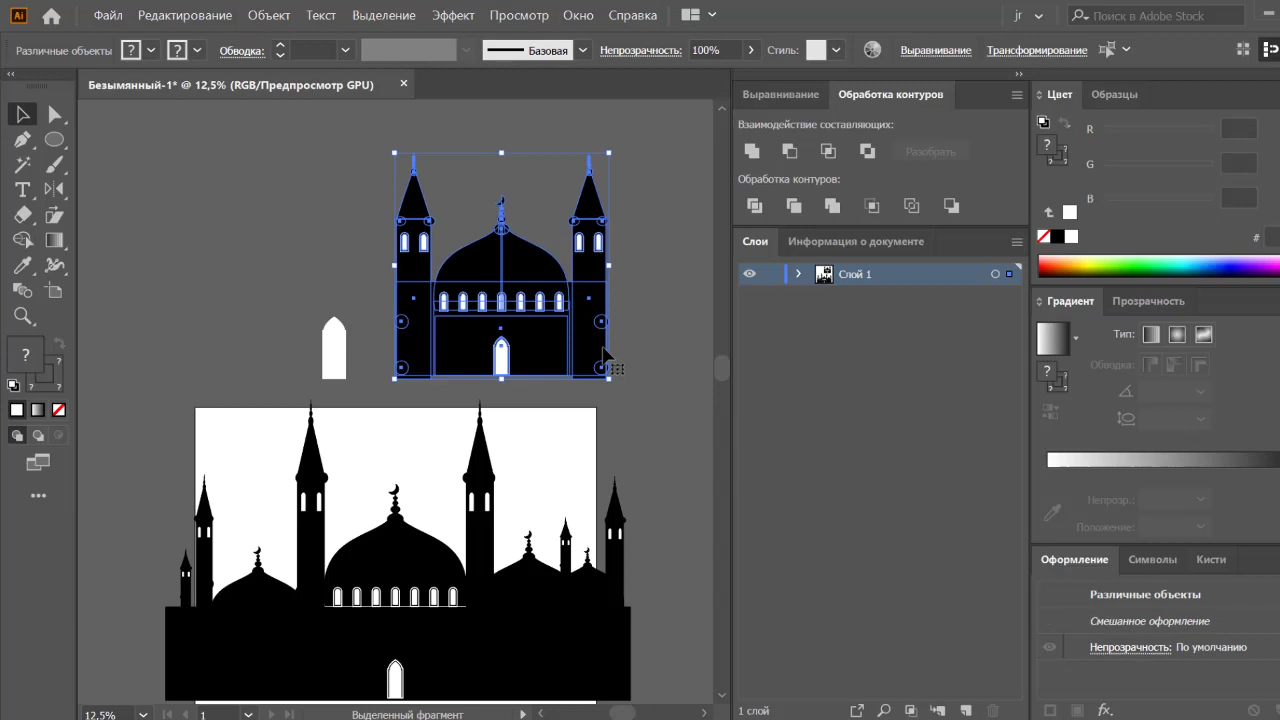 Ai Файл Редактирование Объект Текст Выделение Эффект Просмотр Окно Справка jr Поиск в Adobe Stock
Различные объекты ? ? Обводка: Базовая Непрозрачность: 100% Стиль: Выравнивание Трансформирование
Безымянный-1* @ 12,5% (RGB/Предпросмотр GPU)
Выравнивание Обработка контуров
Взаимодействие составляющих:
Разобрать
Обработка контуров:
Слои Информация о документе
Слой 1
Цвет Образцы
R
?
G
B
#
Градиент Прозрачность
Тип:
Обводка:
?
Непрозр.:
Положение:
Оформление Символы Кисти
Различные объекты
Смешанное оформление
Непрозрачность: По умолчанию
fx
?
?
?
?
12,5% 1 Выделенный фрагмент
1 слой